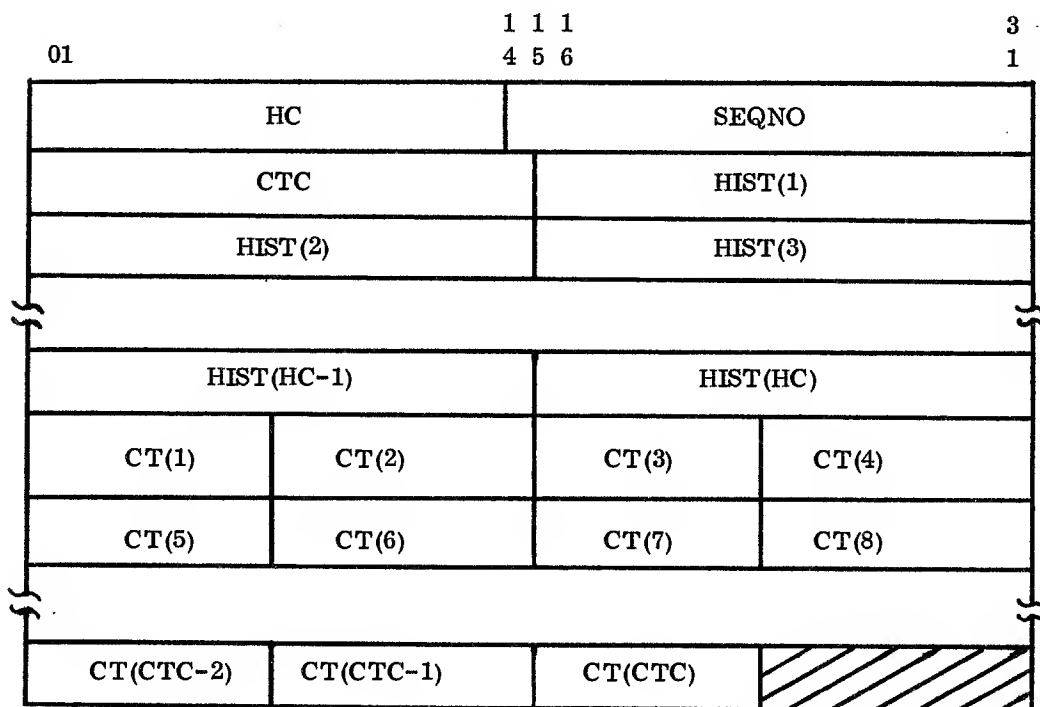 1 1 1 3
01 4 5 6 1
HC SEQNO
CTC HIST(1)
HIST(2) HIST(3)
HIST(HC-1) HIST(HC)
CT(1) CT(2) CT(3) CT(4)
CT(5) CT(6) CT(7) CT(8)
CT(CTC-2) CT(CTC-1) CT(CTC)